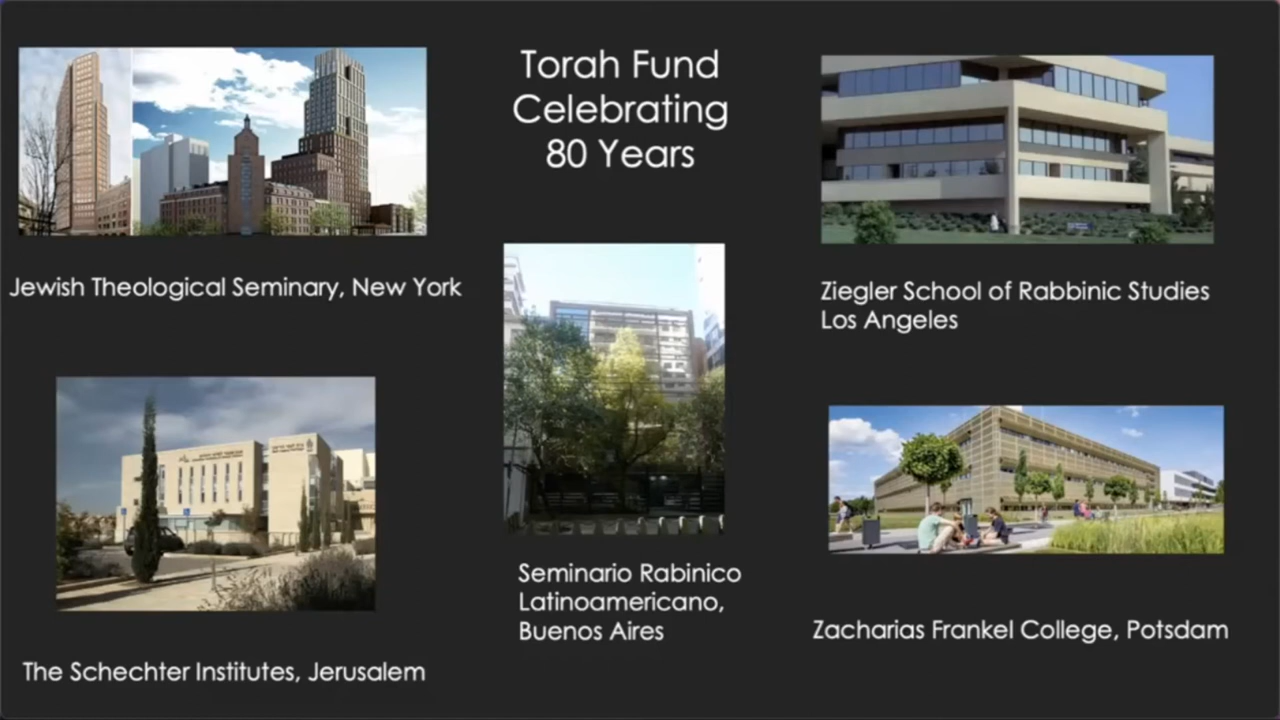 Torah Fund
Celebrating
80 Years
Jewish Theological Seminary, New York
Ziegler School of Rabbinic Studies
Los Angeles
Seminario Rabinico
Latinoamericano,
Buenos Aires
Zacharias Frankel College, Potsdam
The Schechter Institutes, Jerusalem